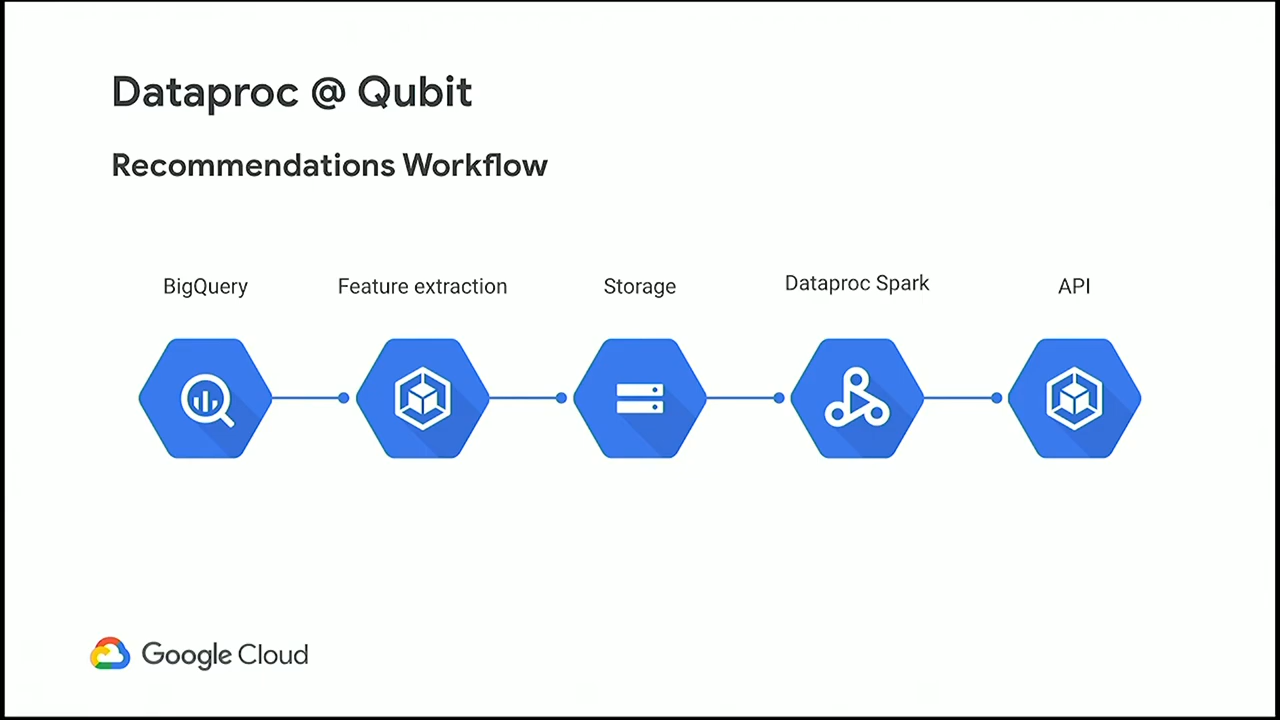 Dataproc @ Qubit
Recommendations Workflow
BigQuery
Feature extraction
Storage
Dataproc Spark
API
Google Cloud